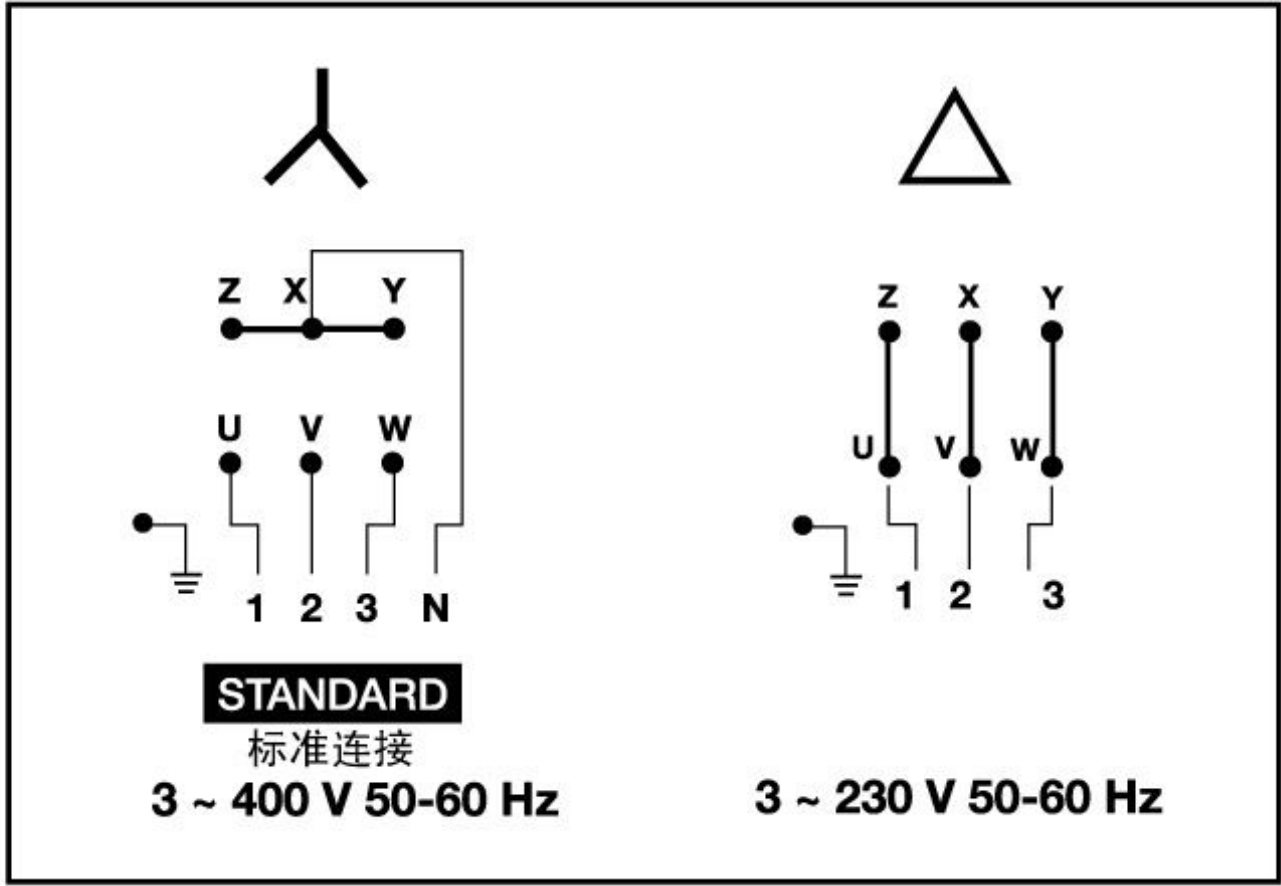 Z X Y
U V W
1 2 3 N
STANDARD
标准连接
3 ~ 400 V 50-60 Hz
Z X Y
U V W
1 2 3
3 ~ 230 V 50-60 Hz